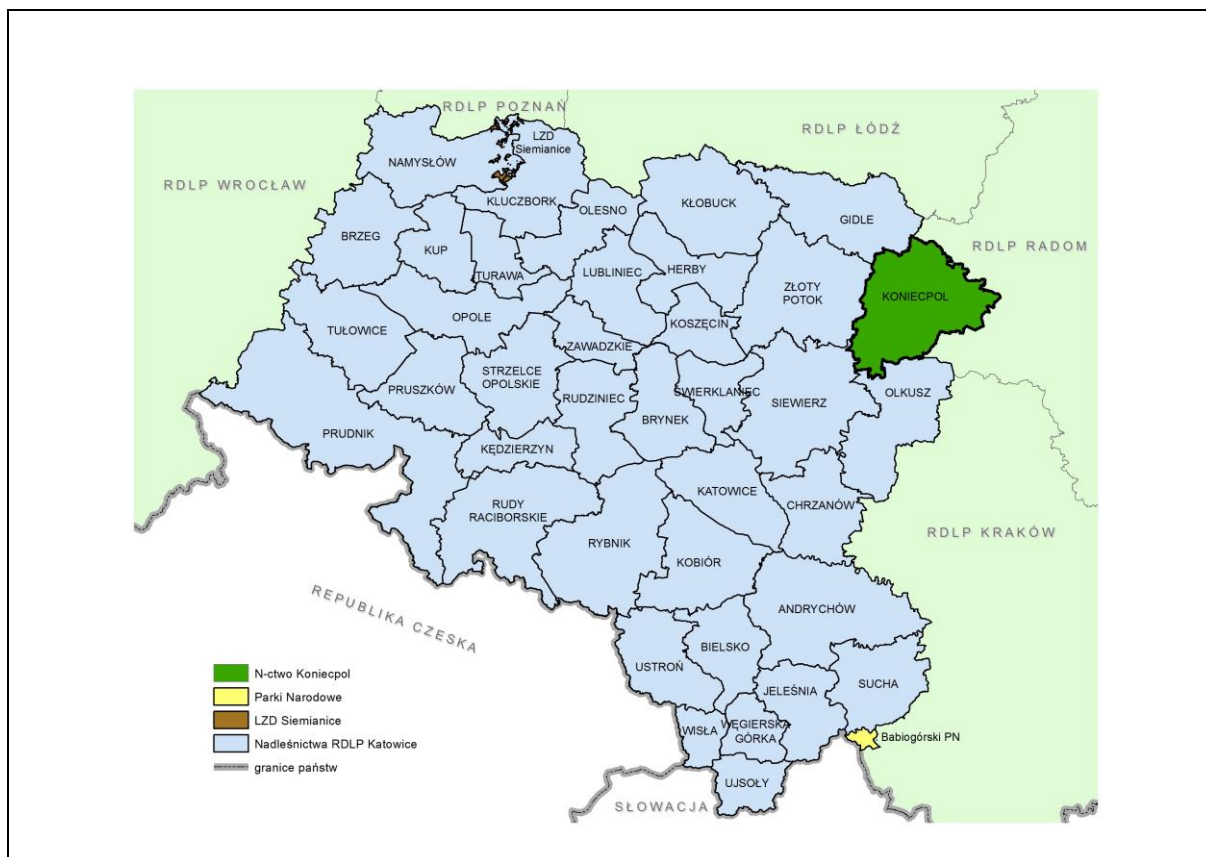 RDLP POZNAŃ
RDLP ŁÓDŹ
LZD
Siemianice
NAMYSŁÓW
RDLP WROCŁAW
KLUCZBORK
OLESNO
KŁOBUCK
GIDLE
BRZEG
KUP
TURAWA
LUBLINIEC
HERBY
RDLP RADOM
ZŁOTY
POTOK
KONIECPOL
OPOLE
KOSZĘCIN
TUŁOWICE
ZAWADZKIE
STRZELCE
OPOLSKIE
PRUSZKÓW
RUDZINIEC
ŚWIERKLANIEC
SIEWIERZ
OLKUSZ
BRYNEK
PRUDNIK
KĘDZIERZYN
KATOWICE
CHRZANÓW
RUDY
RACIBORSKIE
RYBNIK
KOBIÓR
RDLP KRAKÓW
REPUBLIKA CZESKA
ANDRYCHÓW
USTROŃ
BIELSKO
JELEŚNIA
SUCHA
WISŁA
WĘGIERSKA
GÓRKA
Babiogórski PN
UJSOŁY
SŁOWACJA
N-ctwo Koniecpol
Parki Narodowe
LZD Siemianice
Nadleśnictwa RDLP Katowice
granice państw